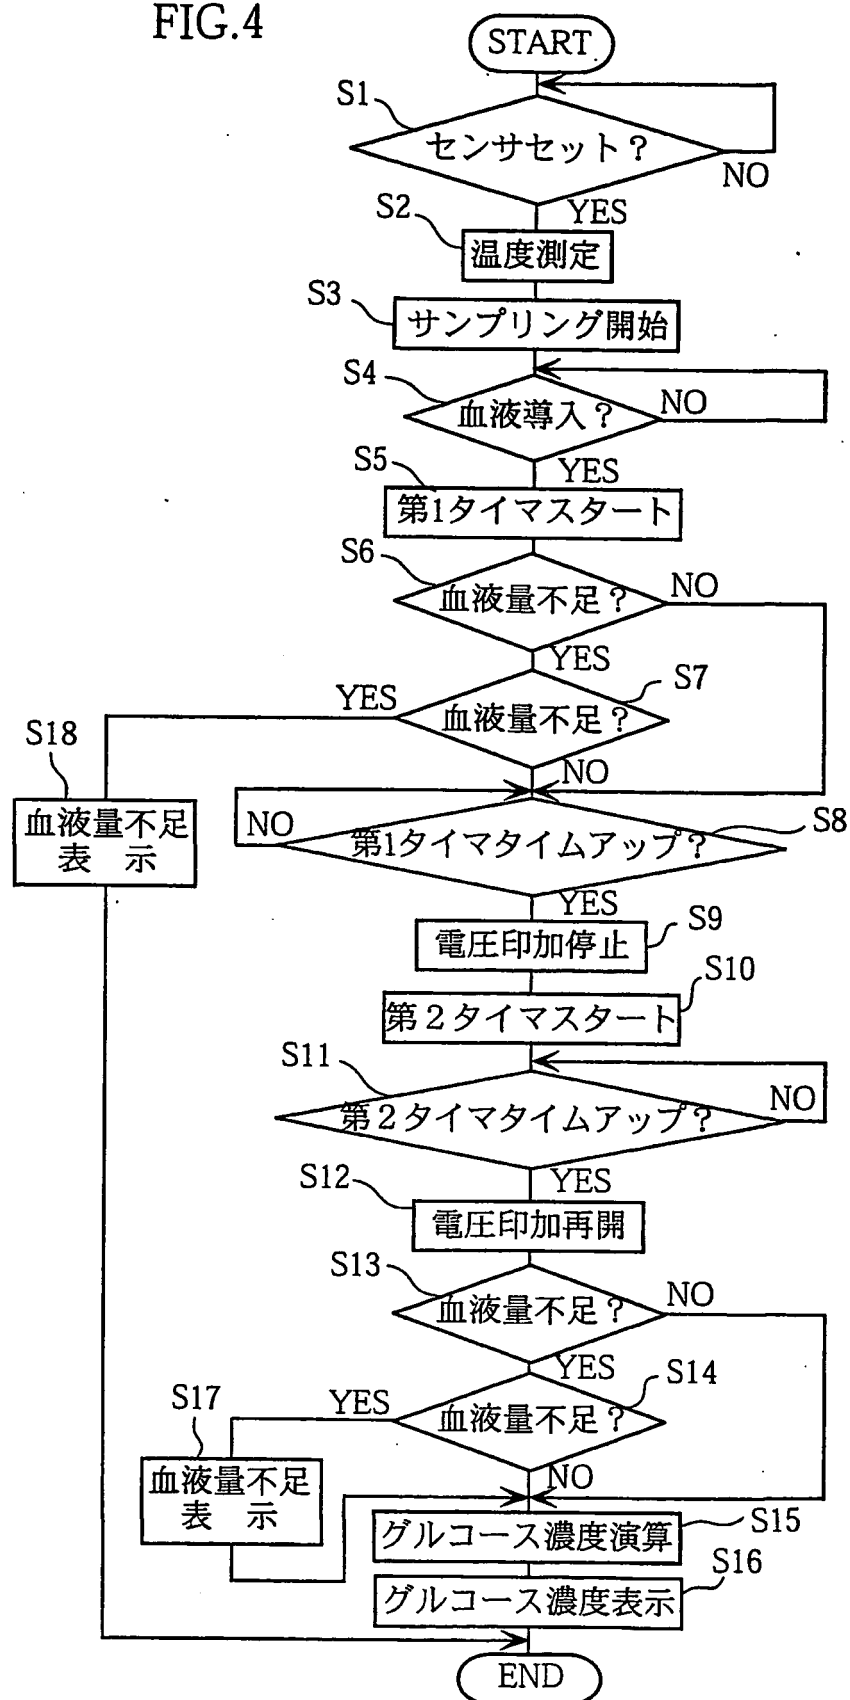 FIG.4
START
S1
センサセット？
NO
YES
S2
温度測定
S3
サンプリング開始
S4
血液導入？
NO
YES
S5
第1タイマスタート
S6
血液量不足？
NO
YES
S7
YES
血液量不足？
NO
S18
血液量不足
表　示
NO
第1タイマタイムアップ？
S8
YES
電圧印加停止
S9
S10
第２タイマスタート
S11
第２タイマタイムアップ？
NO
YES
S12
電圧印加再開
S13
血液量不足？
NO
YES
S14
YES
血液量不足？
NO
S17
血液量不足
表　示
S15
グルコース濃度演算
S16
グルコース濃度表示
END